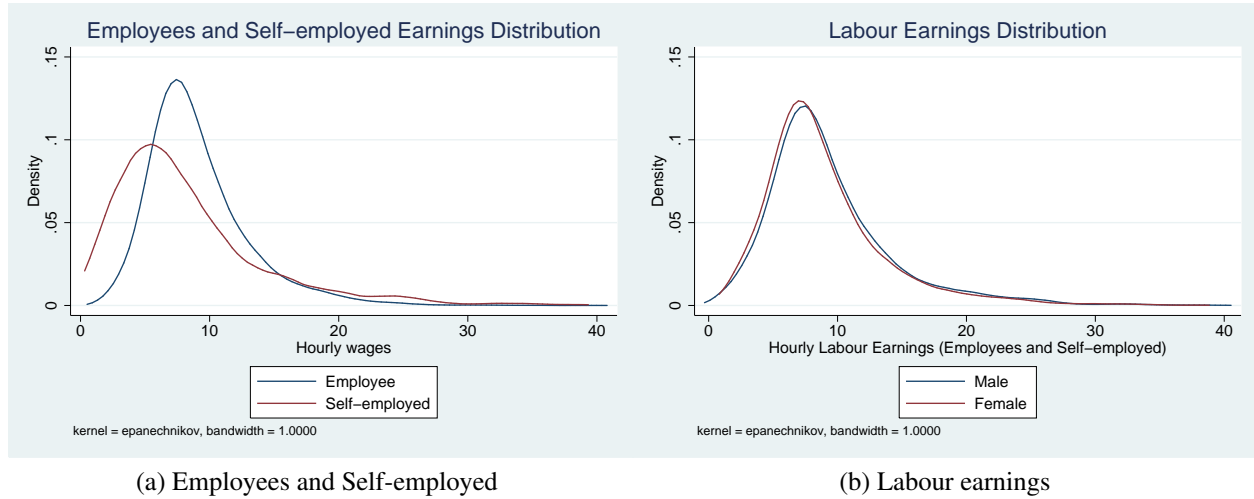 Employees and Self−employed Earnings Distribution
.15
.1
.05
0
Density
0 10 20 30 40
Hourly wages
Employee
Self−employed
kernel = epanechnikov, bandwidth = 1.0000
(a) Employees and Self-employed
Labour Earnings Distribution
.15
.1
.05
0
Density
0 10 20 30 40
Hourly Labour Earnings (Employees and Self−employed)
Male
Female
kernel = epanechnikov, bandwidth = 1.0000
(b) Labour earnings